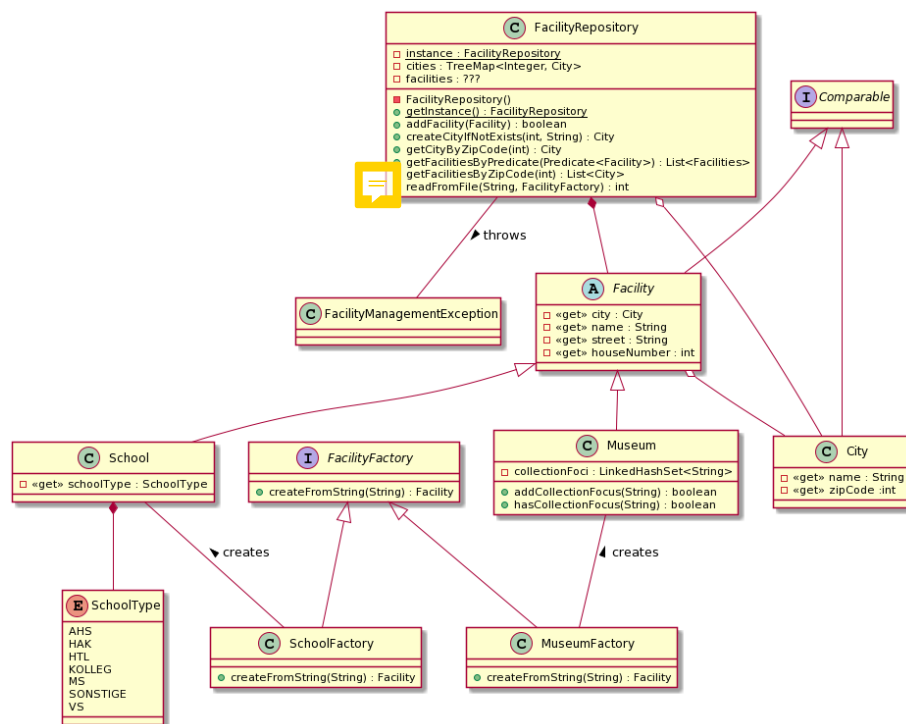 C FacilityRepository
instance : FacilityRepository
cities : TreeMap<Integer, City>
facilities : ???
FacilityRepository()
getInstance() : FacilityRepository
addFacility(Facility) : boolean
createCityIfNotExists(int, String) : City
getCityByZipCode(int) : City
getFacilitiesByPredicate(Predicate<Facility>) : List<Facilities>
getFacilitiesByZipCode(int) : List<City>
readFromFile(String, FacilityFactory) : int
I Comparable
throws
C FacilityManagementException
A Facility
«get» city : City
«get» name : String
«get» street : String
«get» houseNumber : int
C School
«get» schoolType : SchoolType
I FacilityFactory
createFromString(String) : Facility
C Museum
collectionFoci : LinkedHashSet<String>
addCollectionFocus(String) : boolean
hasCollectionFocus(String) : boolean
C City
«get» name : String
«get» zipCode :int
creates
creates
E SchoolType
AHS
HAK
HTL
KOLLEG
MS
SONSTIGE
VS
C SchoolFactory
createFromString(String) : Facility
C MuseumFactory
createFromString(String) : Facility